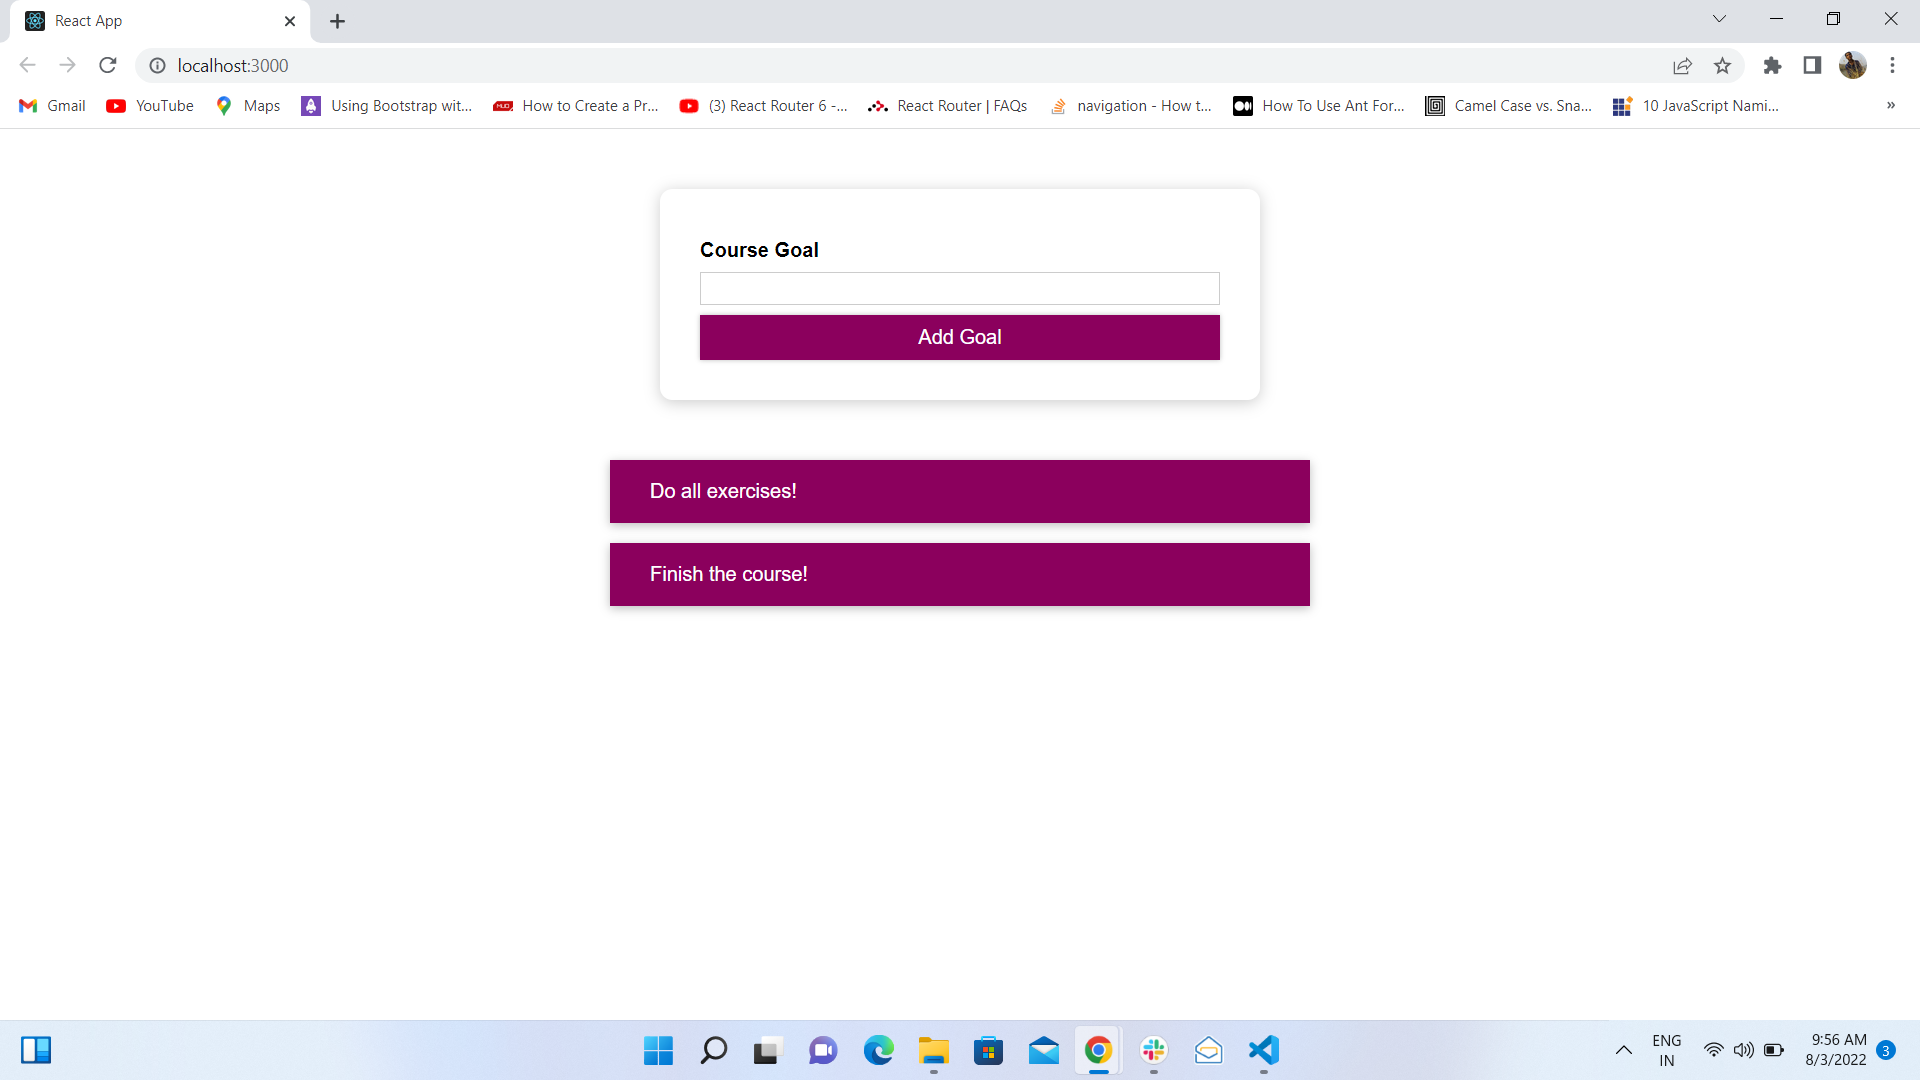 React App
localhost:3000
Gmail YouTube Maps Using Bootstrap wit... How to Create a Pr... (3) React Router 6 -... React Router | FAQs navigation - How t... How To Use Ant For... Camel Case vs. Sna... 10 JavaScript Nami... »
Course Goal
Add Goal
Do all exercises!
Finish the course!
ENG
IN
9:56 AM
8/3/2022
3